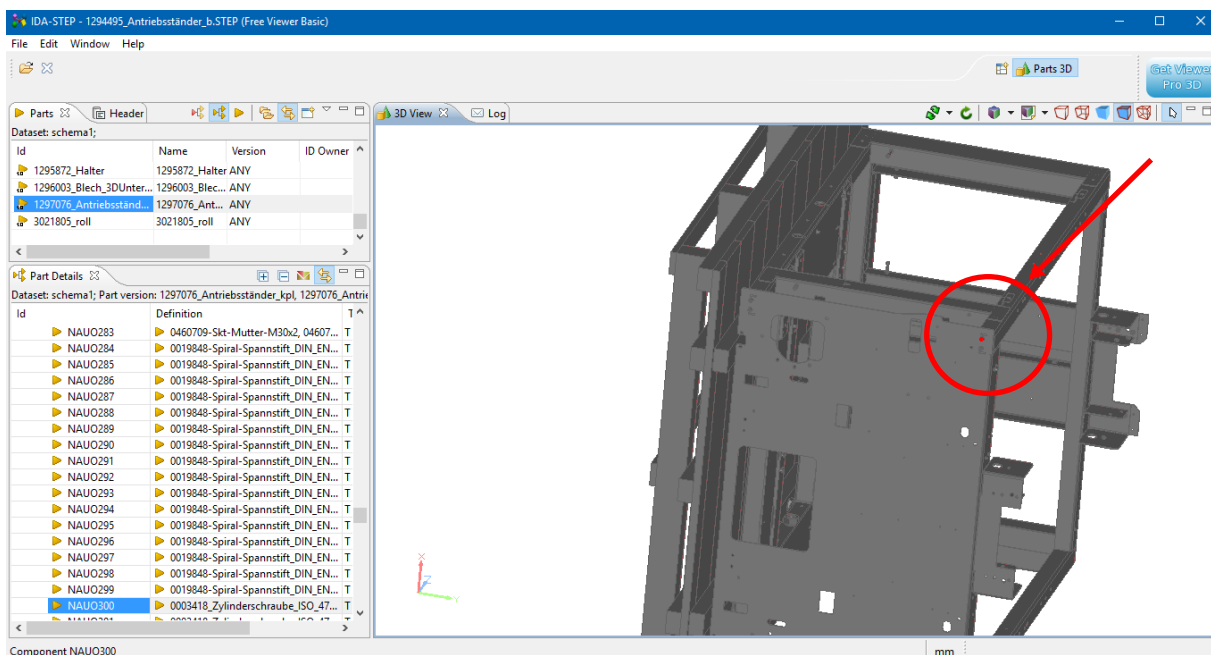 IDA-STEP - 1294495_Antriebsständer_b.STEP (Free Viewer Basic)
File Edit Window Help
Parts 3D
Get Viewer
Pro 3D
Parts Header
3D View Log
Dataset: schema1;
Id Name Version ID Owner
1295872_Halter 1295872_Halter ANY
1296003_Blech_3DUnter... 1296003_Blec... ANY
1297076_Antriebsständ... 1297076_Ant... ANY
3021805_roll 3021805_roll ANY
Part Details
Dataset: schema1; Part version: 1297076_Antriebsständer_kpl, 1297076_Antrie
Id Definition
NAUO283 0460709-Skt-Mutter-M30x2, 04607... T
NAUO284 0019848-Spiral-Spannstift_DIN_EN... T
NAUO285 0019848-Spiral-Spannstift_DIN_EN... T
NAUO286 0019848-Spiral-Spannstift_DIN_EN... T
NAUO287 0019848-Spiral-Spannstift_DIN_EN... T
NAUO288 0019848-Spiral-Spannstift_DIN_EN... T
NAUO289 0019848-Spiral-Spannstift_DIN_EN... T
NAUO290 0019848-Spiral-Spannstift_DIN_EN... T
NAUO291 0019848-Spiral-Spannstift_DIN_EN... T
NAUO292 0019848-Spiral-Spannstift_DIN_EN... T
NAUO293 0019848-Spiral-Spannstift_DIN_EN... T
NAUO294 0019848-Spiral-Spannstift_DIN_EN... T
NAUO295 0019848-Spiral-Spannstift_DIN_EN... T
NAUO296 0019848-Spiral-Spannstift_DIN_EN... T
NAUO297 0019848-Spiral-Spannstift_DIN_EN... T
NAUO298 0019848-Spiral-Spannstift_DIN_EN... T
NAUO299 0019848-Spiral-Spannstift_DIN_EN... T
NAUO300 0003418_Zylinderschraube_ISO_47... T
X
Z
Y
Component NAUO300
mm